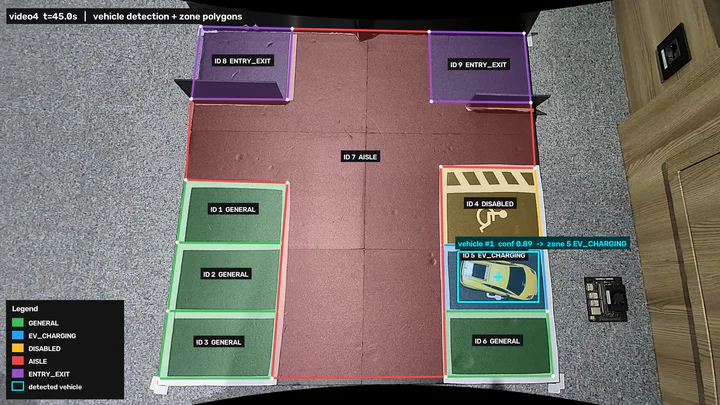 video4 t=45.0s | vehicle detection + zone polygons
ID 8 ENTRY_EXIT
ID 9 ENTRY_EXIT
ID 7 AISLE
ID 1 GENERAL
ID 4 DISABLED
vehicle #1 conf 0.89 -> zone 5 EV_CHARGING
ID 5 EV_CHARGING
ID 2 GENERAL
ID 3 GENERAL
ID 6 GENERAL
Legend
GENERAL
EV_CHARGING
DISABLED
AISLE
ENTRY_EXIT
detected vehicle